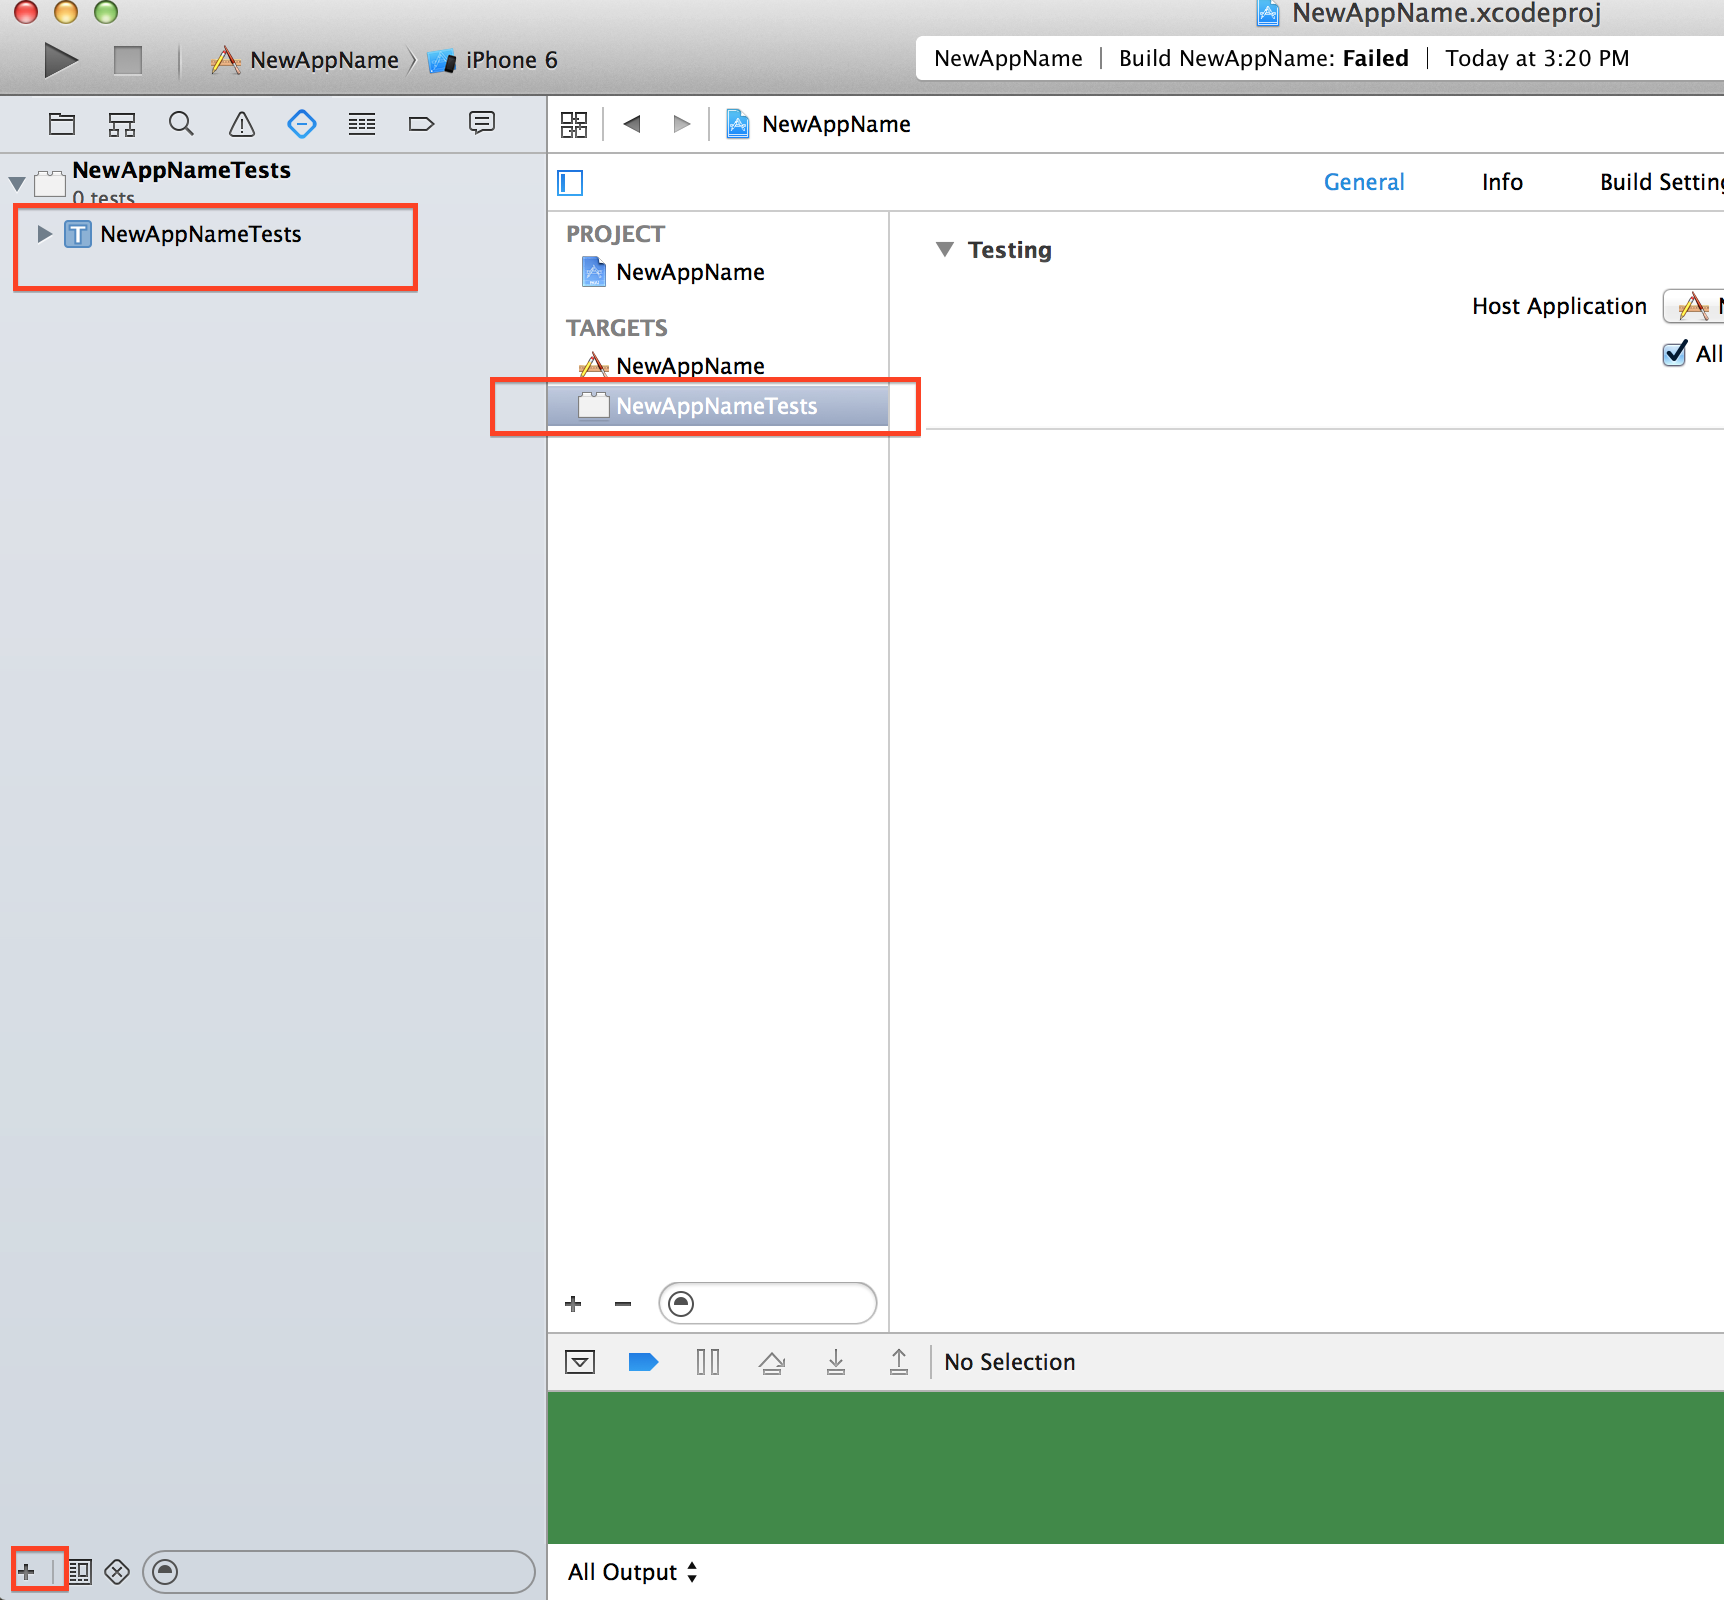 NewAppName.xcodeproj
NewAppName
iPhone 6
NewAppName
Build NewAppName: Failed
Today at 3:20 PM
NewAppName
NewAppNameTests
0 tests
NewAppNameTests
General
Info
Build Setting
PROJECT
NewAppName
TARGETS
NewAppName
NewAppNameTests
Testing
Host Application
N
All
No Selection
All Output